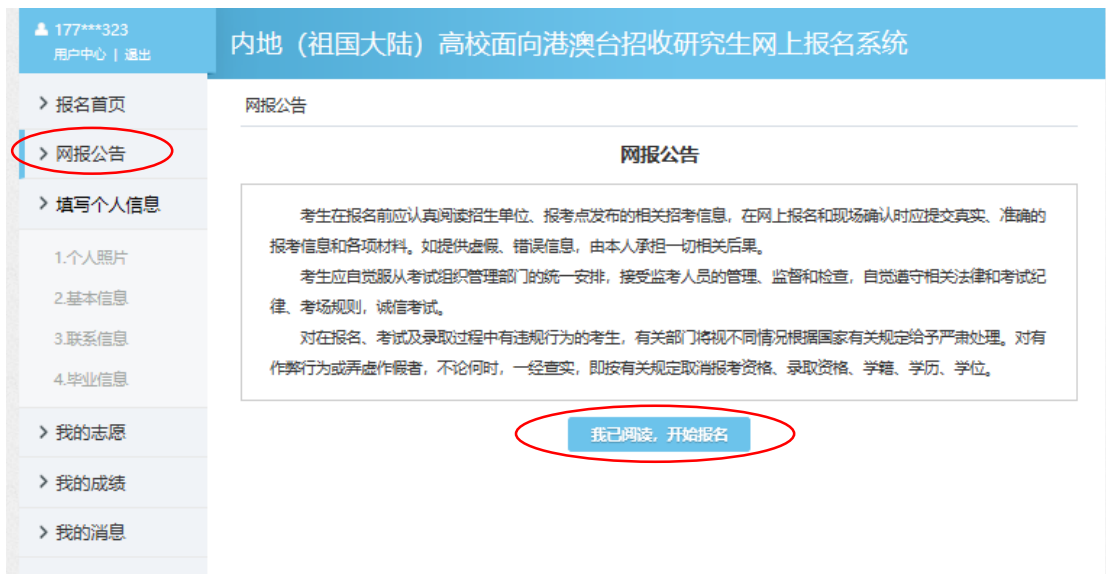 177***323
用户中心 | 退出
内地（祖国大陆）高校面向港澳台招收研究生网上报名系统
报名首页
网报公告
填写个人信息
1.个人照片
2.基本信息
3.联系信息
4.毕业信息
我的志愿
我的成绩
我的消息
网报公告
网报公告
考生在报名前应认真阅读招生单位、报考点发布的相关招考信息，在网上报名和现场确认时应提交真实、准确的
报考信息和各项材料。如提供虚假、错误信息，由本人承担一切相关后果。
考生应自觉服从考试组织管理部门的统一安排，接受监考人员的管理、监督和检查，自觉遵守相关法律和考试纪
律、考场规则，诚信考试。
对在报名、考试及录取过程中有违规行为的考生，有关部门将视不同情况根据国家有关规定给予严肃处理。对有
作弊行为或弄虚作假者，不论何时，一经查实，即按有关规定取消报考资格、录取资格、学籍、学历、学位。
我已阅读，开始报名